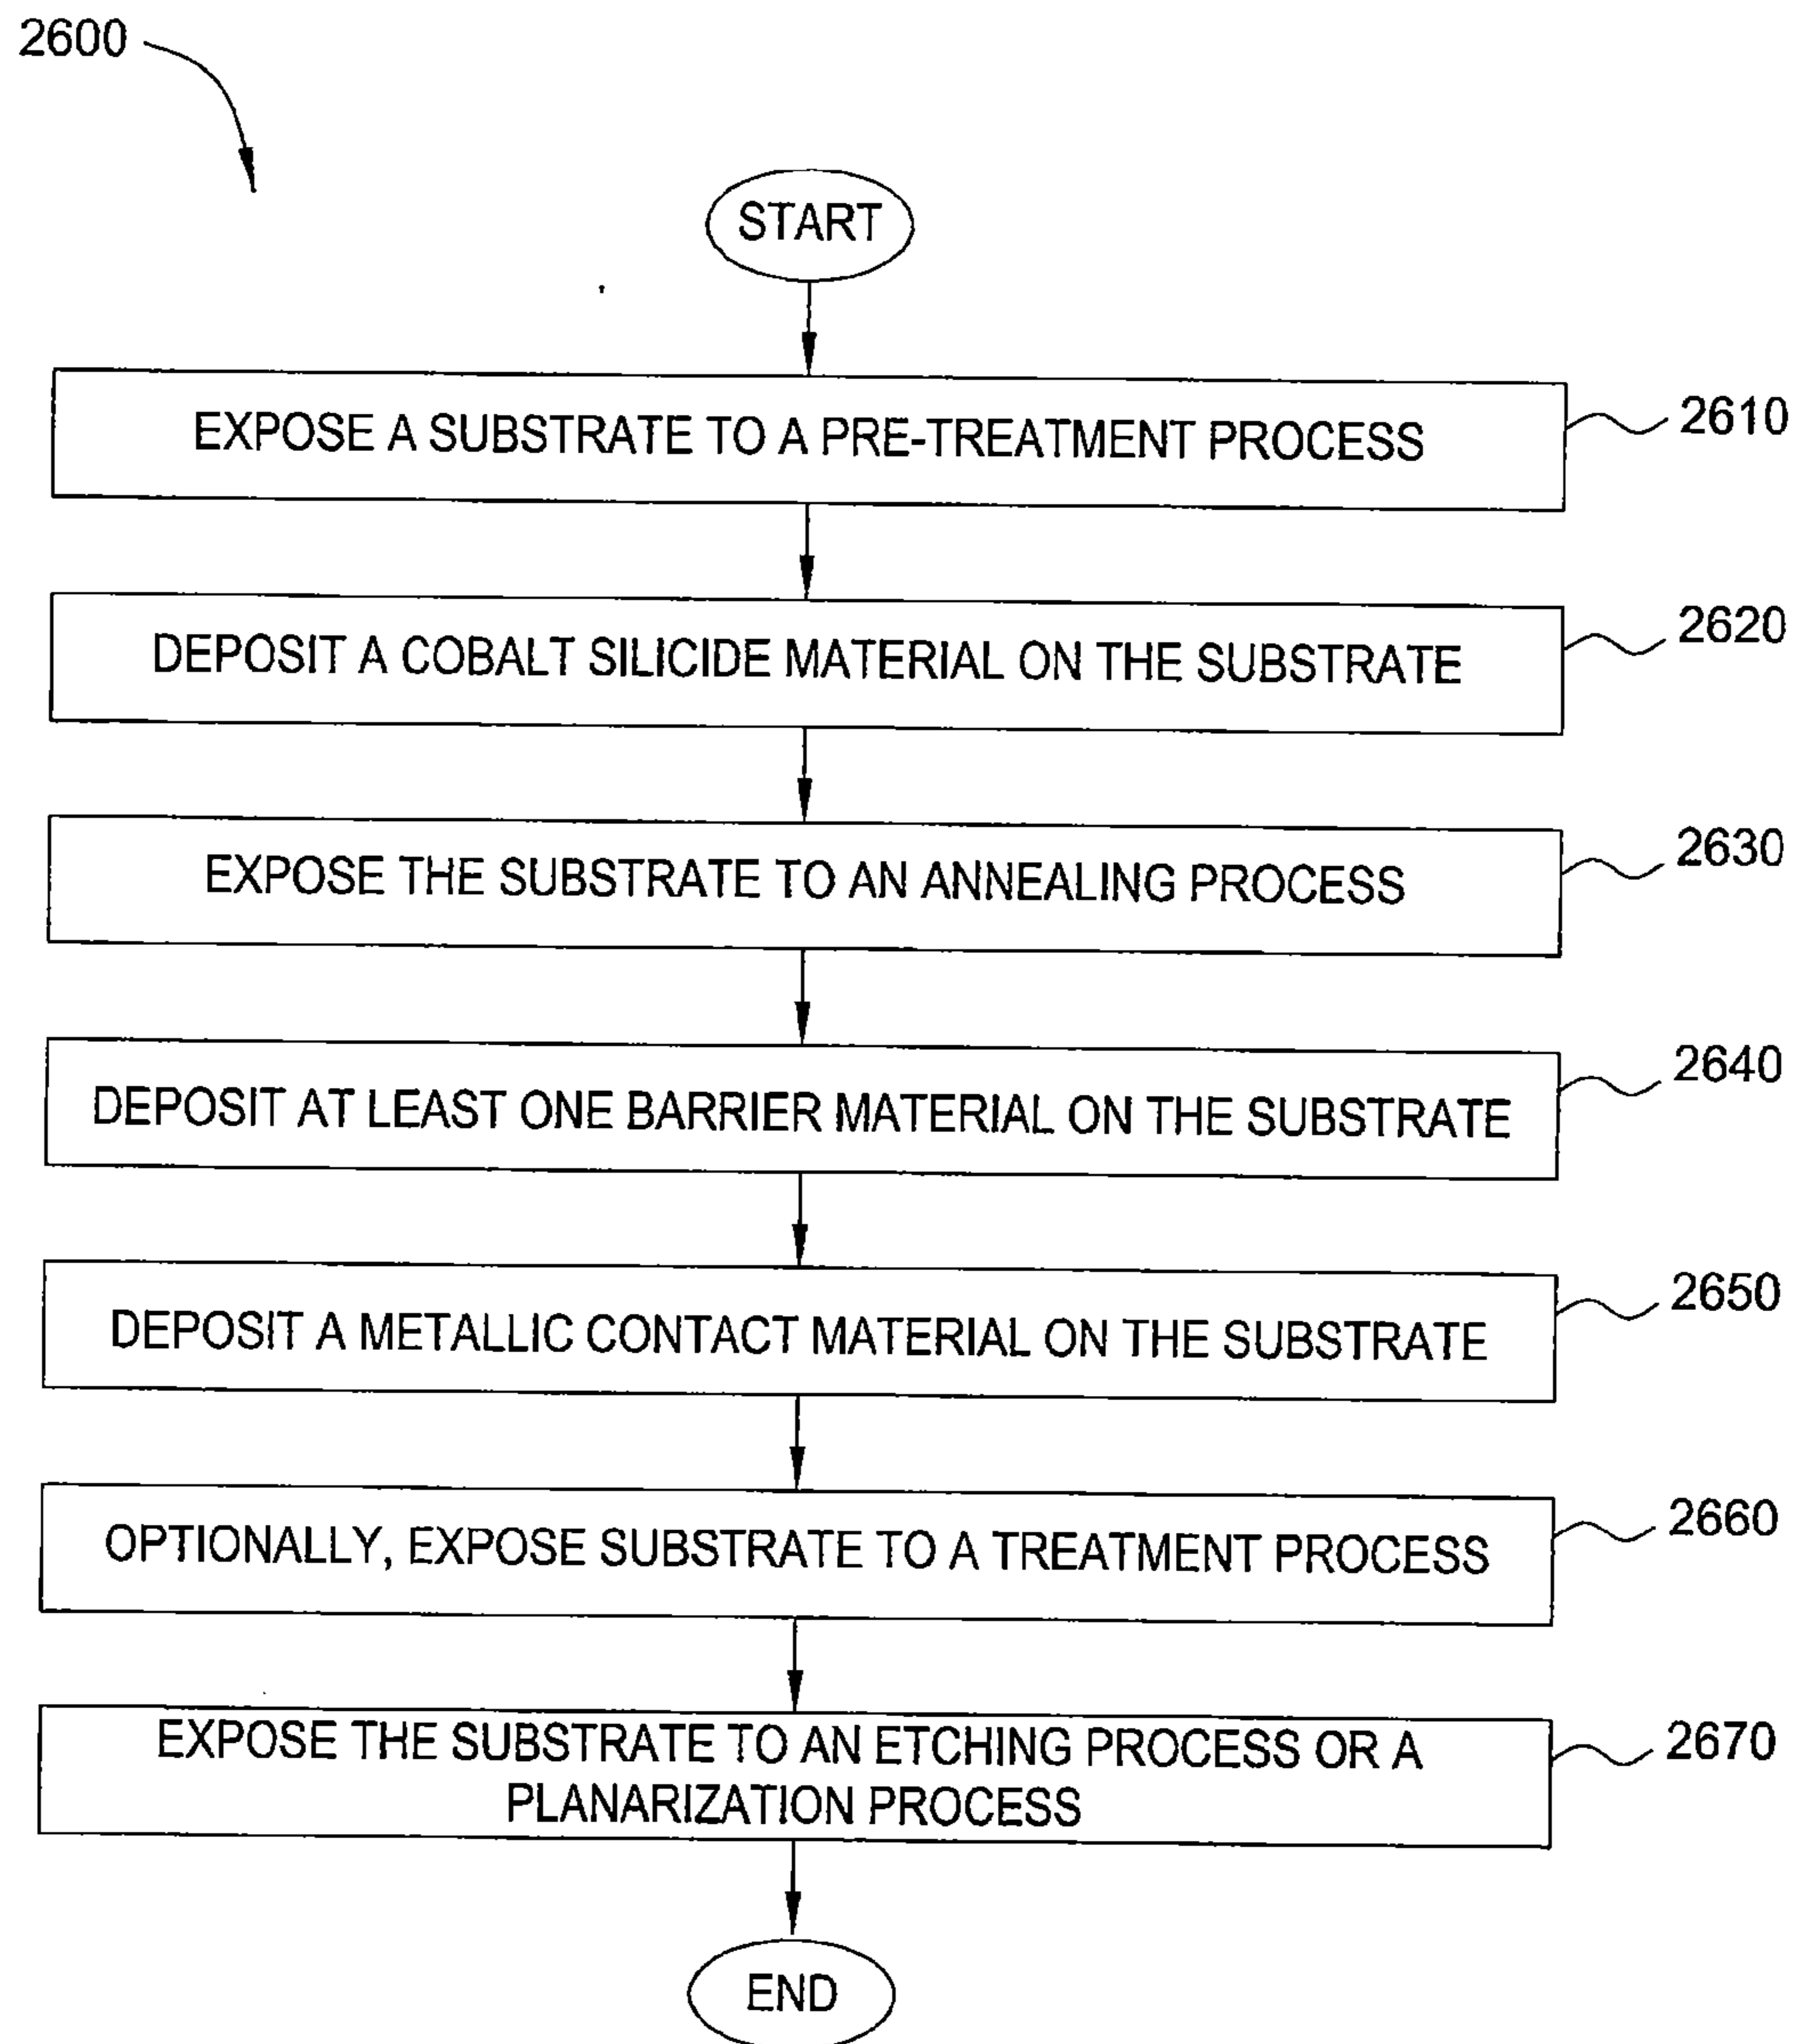 2600
START
EXPOSE A SUBSTRATE TO A PRE-TREATMENT PROCESS
2610
DEPOSIT A COBALT SILICIDE MATERIAL ON THE SUBSTRATE
2620
EXPOSE THE SUBSTRATE TO AN ANNEALING PROCESS
2630
DEPOSIT AT LEAST ONE BARRIER MATERIAL ON THE SUBSTRATE
2640
DEPOSIT A METALLIC CONTACT MATERIAL ON THE SUBSTRATE
2650
OPTIONALLY, EXPOSE SUBSTRATE TO A TREATMENT PROCESS
2660
EXPOSE THE SUBSTRATE TO AN ETCHING PROCESS OR A
PLANARIZATION PROCESS
2670
END